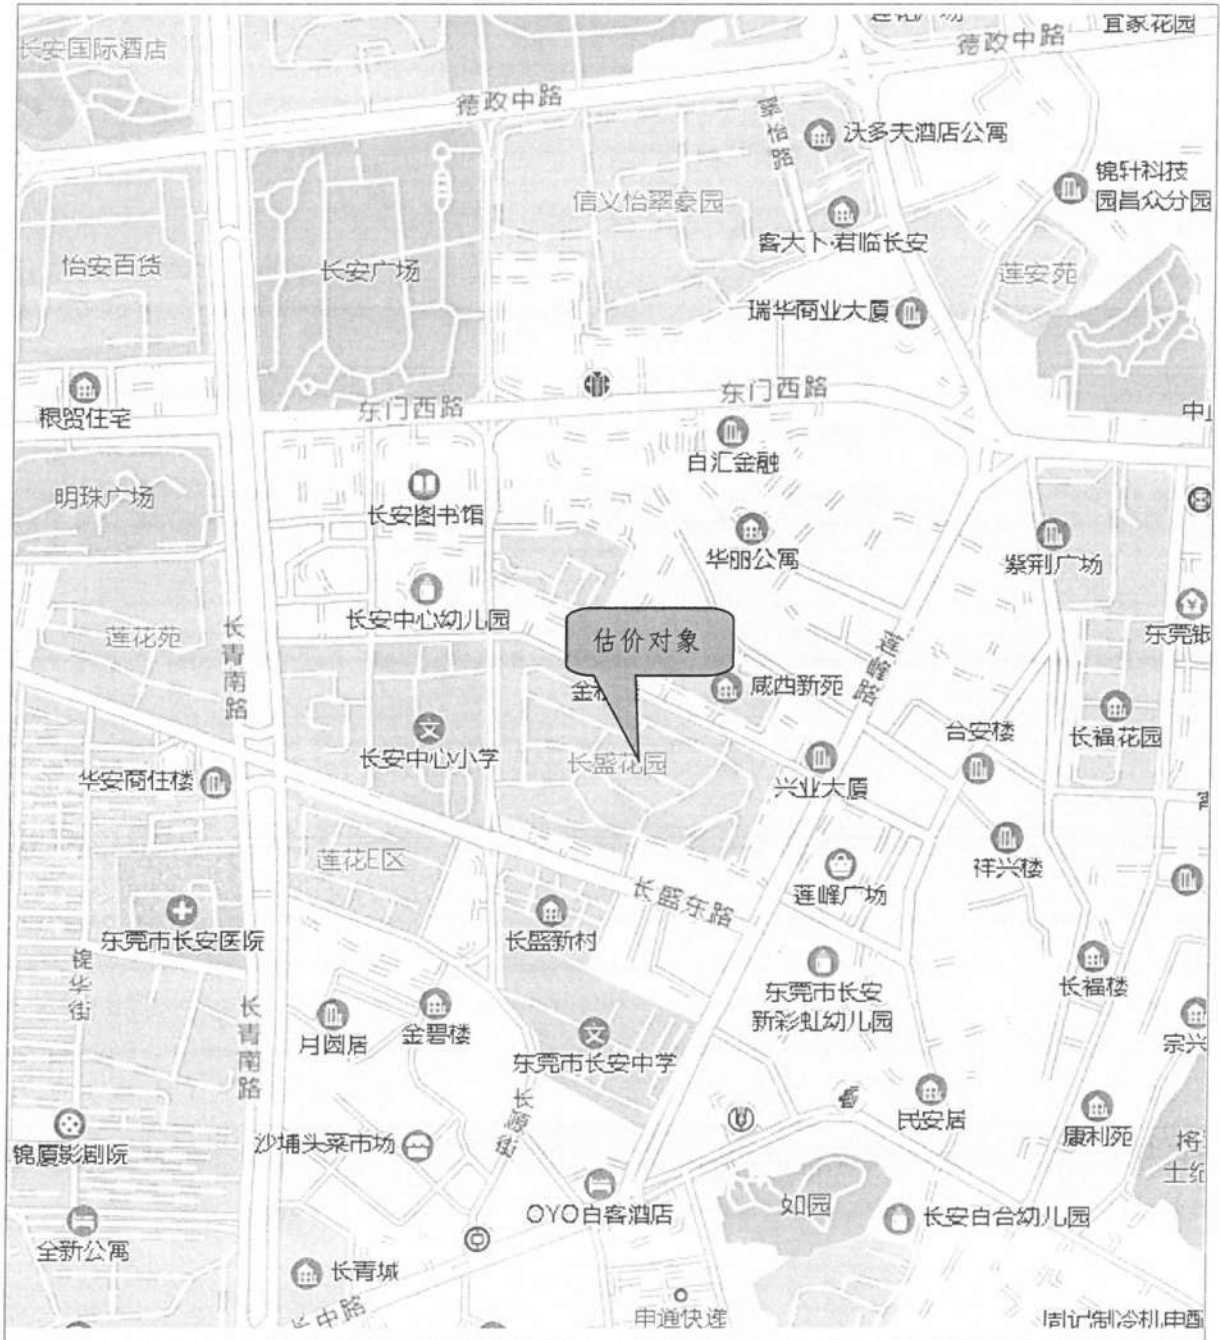 宜家花园
长安国际酒店
德政中路
德政中路
翠怡路
沃多夫酒店公寓
锦轩科技
园昌众分园
信义怡翠豪园
客大卜·君临长安
怡安百货
长安广场
莲安苑
瑞华商业大厦
粮贸住宅
东门西路
东门西路
白汇金融
明珠广场
长安图书馆
华丽公寓
紫荆广场
长安中心幼儿园
莲花苑
长青南路
估价对象
莲峰路
咸西新苑
长福花园
台安楼
长安中心小学
长盛花园
华安商住楼
兴业大厦
莲花E区
祥兴楼
莲峰广场
长盛东路
东莞市长安医院
长盛新村
锦华街
长福楼
东莞市长安
新彩虹幼儿园
长青南路
月圆居
金碧楼
东莞市长安中学
长源街
民安居
康利苑
锦厦影剧院
沙埔头菜市场
OYO白客酒店
如园
长安白合幼儿园
全新公寓
长青城
长中路
申通快递